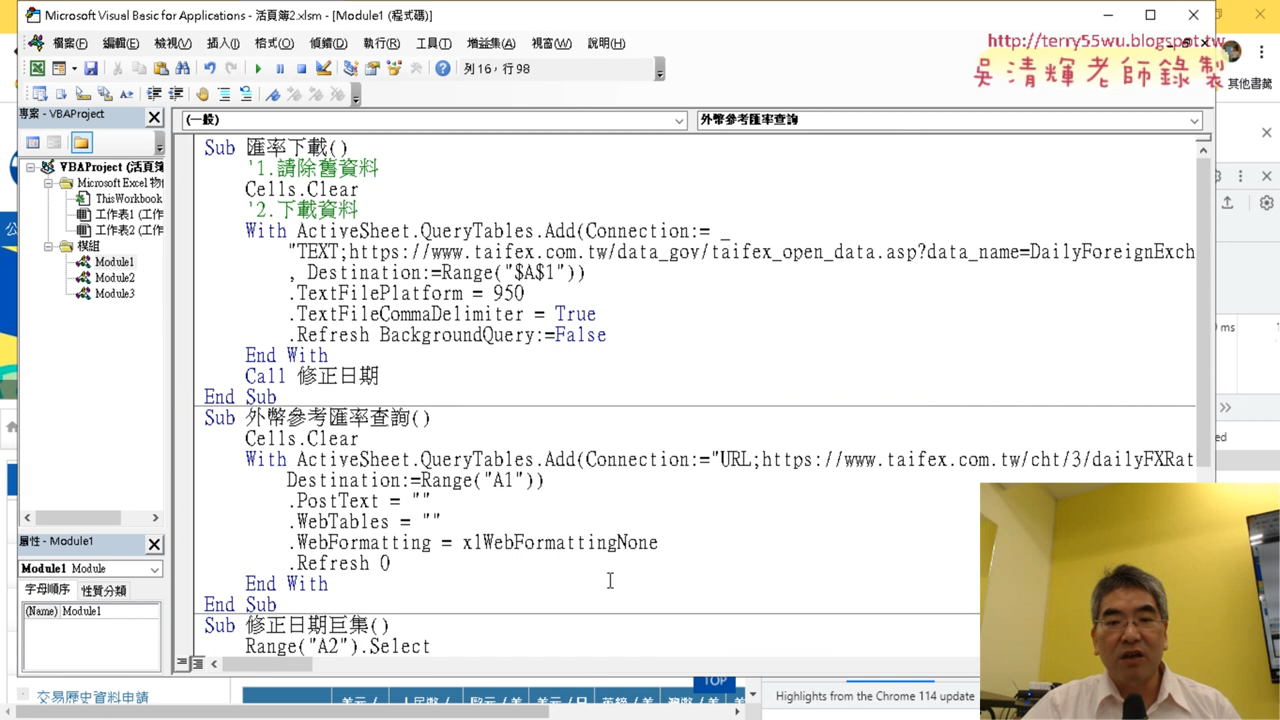 Microsoft Visual Basic for Applications - 活頁簿2.xlsm - [Module1 (程式碼)]
檔案(F) 編輯(E) 檢視(V) 插入(I) 格式(O) 偵錯(D) 執行(R) 工具(T) 增益集(A) 視窗(W) 說明(H)
http://terry55wu.blogspot.tw
吳清輝老師錄製
其他書籤
列 16，行 98
專案 - VBAProject
(一般)
外幣參考匯率查詢
VBAProject (活頁
Microsoft Excel 物件
ThisWorkbook
工作表1 (工作
工作表2 (工作
模組
Module1
Module2
Module3
Sub 匯率下載()
'1.請除舊資料
Cells.Clear
'2.下載資料
With ActiveSheet.QueryTables.Add(Connection:= _
"TEXT;https://www.taifex.com.tw/data_gov/taifex_open_data.asp?data_name=DailyForeignExch
, Destination:=Range("$A$1"))
.TextFilePlatform = 950
.TextFileCommaDelimiter = True
.Refresh BackgroundQuery:=False
End With
Call 修正日期
End Sub
Sub 外幣參考匯率查詢()
Cells.Clear
With ActiveSheet.QueryTables.Add(Connection:="URL;https://www.taifex.com.tw/cht/3/dailyFXRat
Destination:=Range("A1"))
.PostText = ""
.WebTables = ""
.WebFormatting = xlWebFormattingNone
.Refresh 0
End With
End Sub
Sub 修正日期巨集()
Range("A2").Select
屬性 - Module1
Module1 Module
字母順序 性質分類
(Name) Module1
ms
ed
交易歷史資料申請
TOP
Highlights from the Chrome 114 update